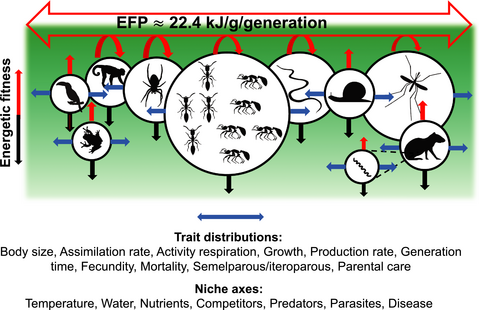 EFP ≈ 22.4 kJ/g/generation
Energetic fitness
Trait distributions:
Body size, Assimilation rate, Activity respiration, Growth, Production rate, Generation
time, Fecundity, Mortality, Semelparous/iteroparous, Parental care
Niche axes:
Temperature, Water, Nutrients, Competitors, Predators, Parasites, Disease